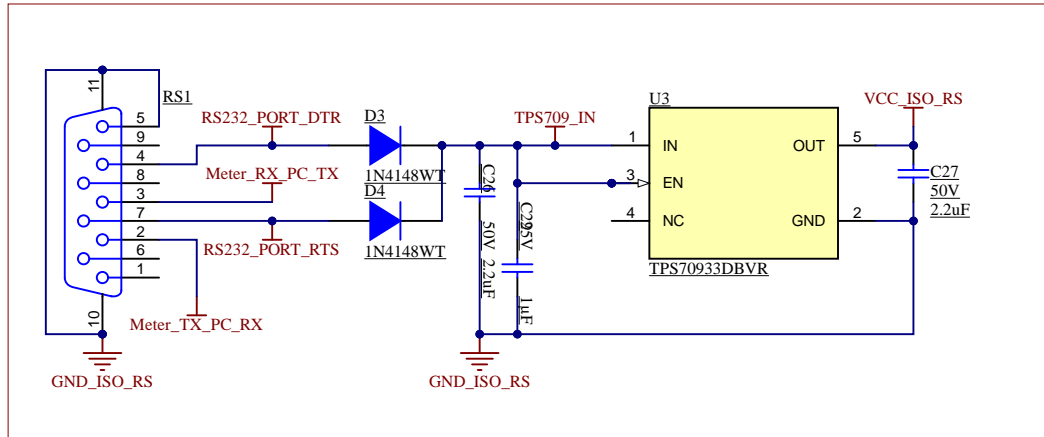 11
RS1
5
9
4
8
3
7
2
6
1
10
GND_ISO_RS
RS232_PORT_DTR
Meter_RX_PC_TX
RS232_PORT_RTS
Meter_TX_PC_RX
D3
1N4148WT
D4
1N4148WT
C26
50V
2.2uF
C29
25V
1uF
GND_ISO_RS
TPS709_IN
U3
1
IN
3
EN
4
NC
OUT
5
GND
2
TPS70933DBVR
VCC_ISO_RS
C27
50V
2.2uF